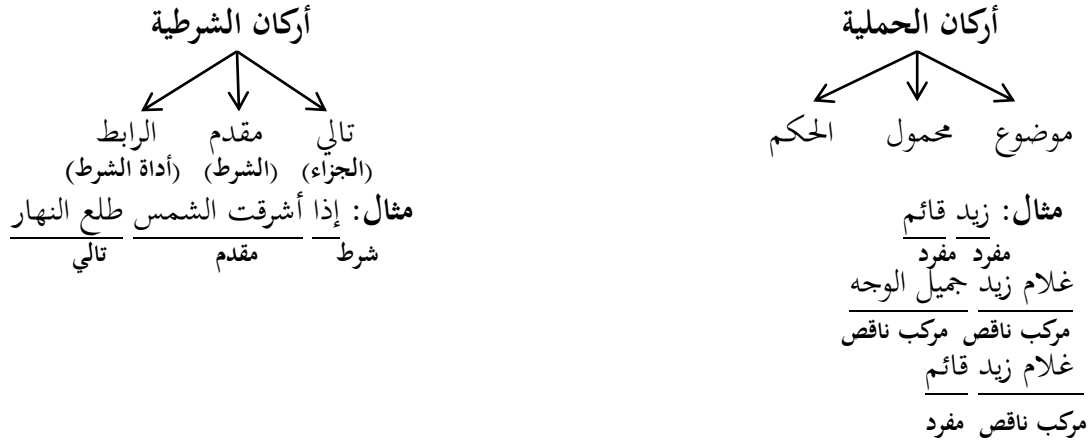 أركان الحملية
موضوع محمول الحكم
مثال: زيد قائم
مفرد مفرد
غلام زيد جميل الوجه
مركب ناقص مركب ناقص
غلام زيد قائم
مركب ناقص مفرد
أركان الشرطية
تالي مقدم الرابط
(الجزاء) (الشرط) (أداة الشرط)
مثال: إذا أشرقت الشمس طلع النهار
شرط مقدم تالي